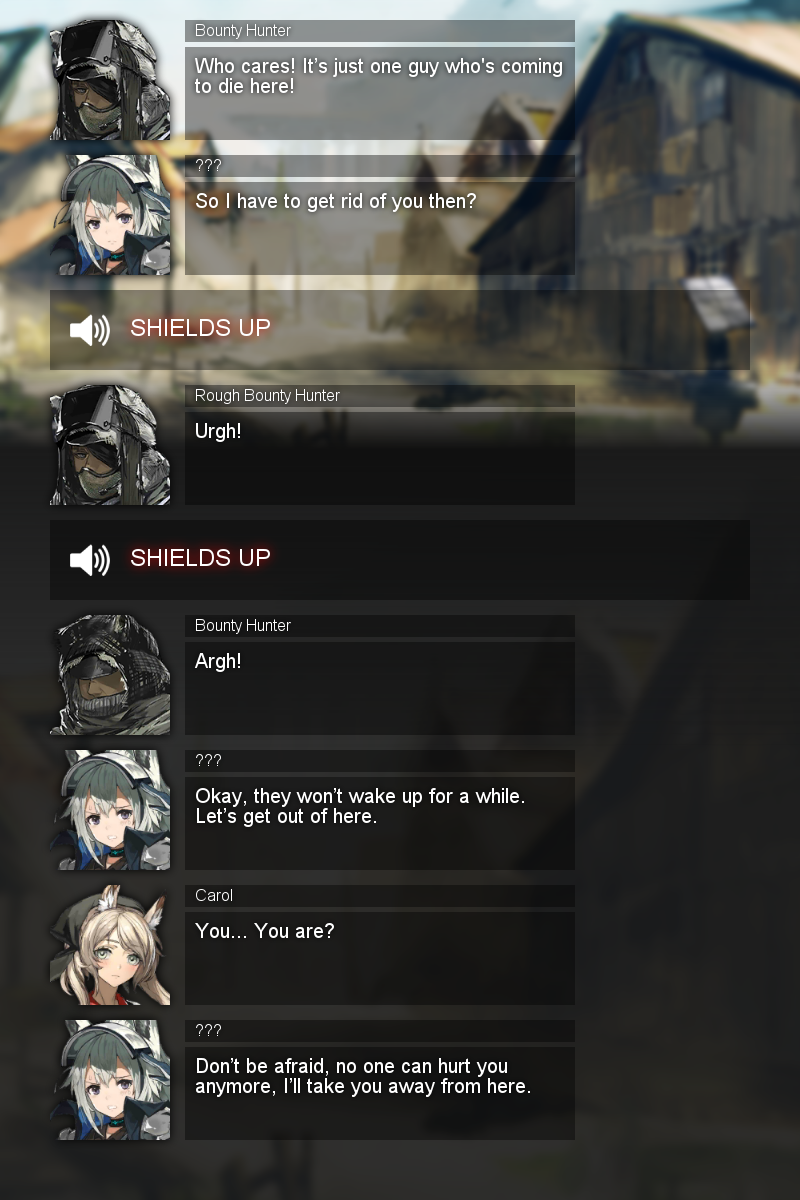 Bounty Hunter
Who cares! It’s just one guy who's coming
to die here!
???
So I have to get rid of you then?
SHIELDS UP
Rough Bounty Hunter
Urgh!
SHIELDS UP
Bounty Hunter
Argh!
???
Okay, they won’t wake up for a while.
Let’s get out of here.
Carol
You... You are?
???
Don’t be afraid, no one can hurt you
anymore, I’ll take you away from here.